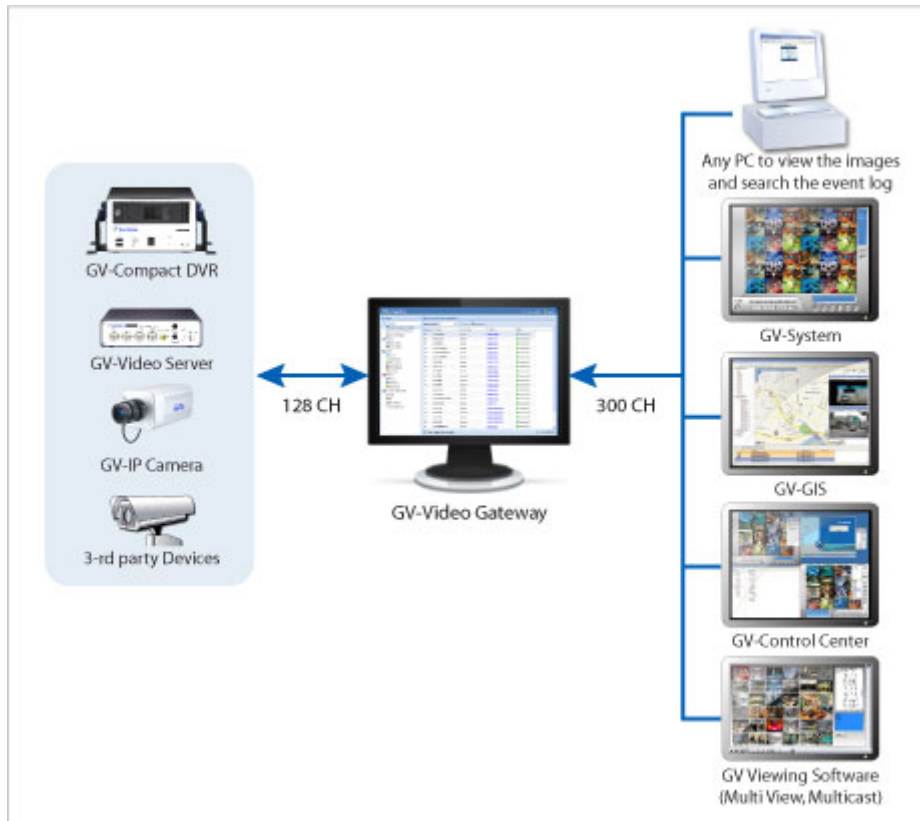 GV-Compact DVR
GV-Video Server
GV-IP Camera
3-rd party Devices
128 CH
GV-Video Gateway
300 CH
Any PC to view the images
and search the event log
GV-System
GV-GIS
GV-Control Center
GV Viewing Software
(Multi View, Multicast)